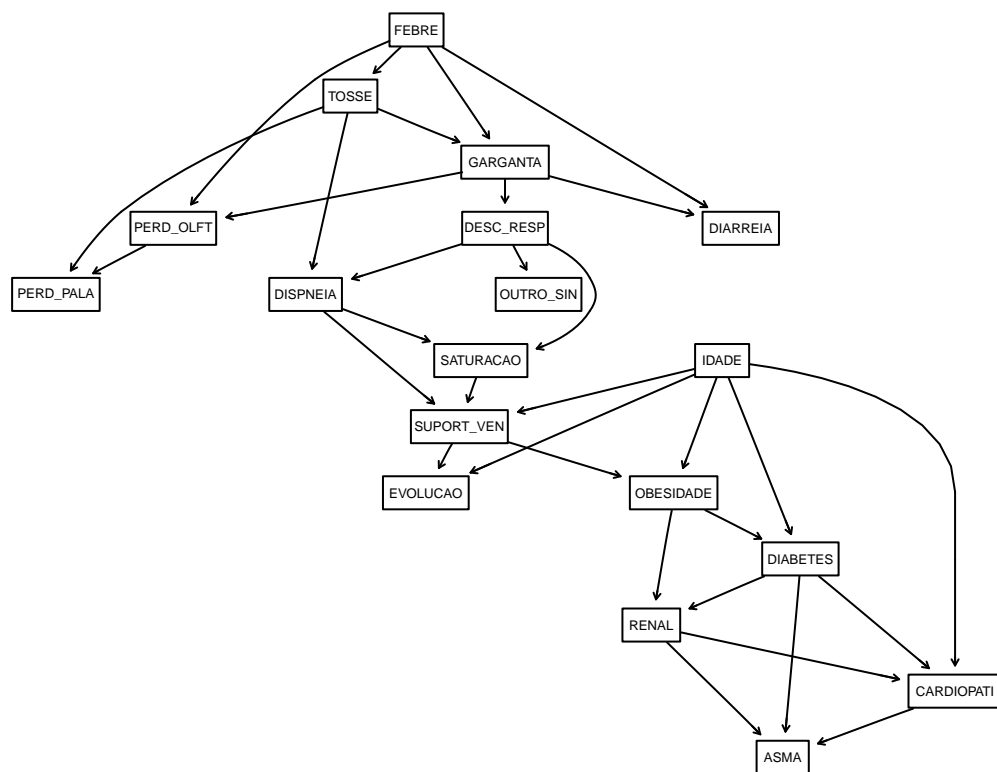 FEBRE
TOSSE
GARGANTA
PERD_OLFT
DESC_RESP
DIARREIA
PERD_PALA
DISPNEIA
OUTRO_SIN
SATURACAO
IDADE
SUPORT_VEN
EVOLUCAO
OBESIDADE
DIABETES
RENAL
CARDIOPATI
ASMA